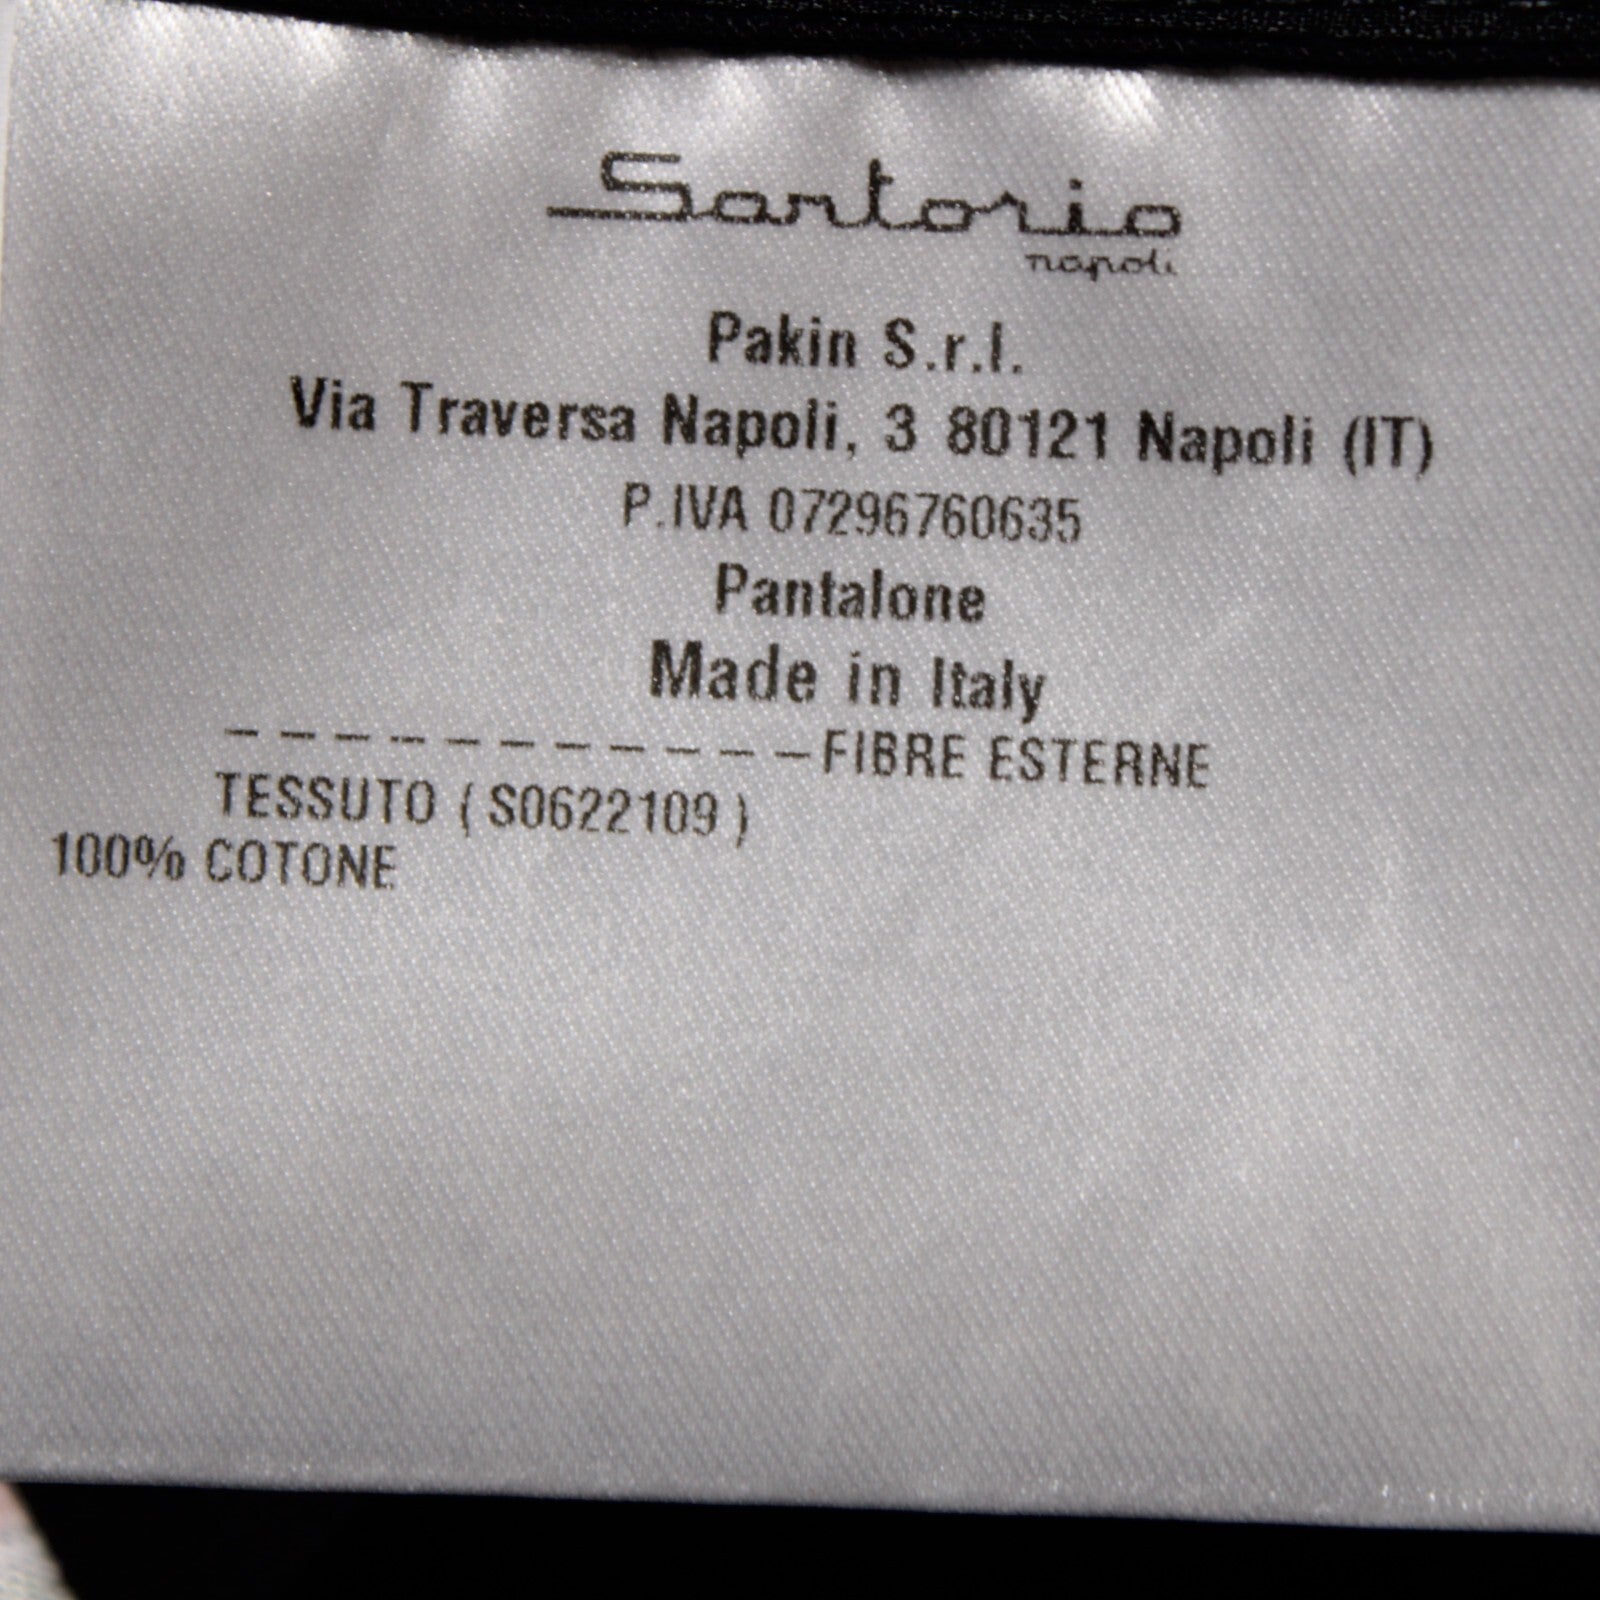 Sartorio
napoli
Pakin S.r.l.
Via Traversa Napoli, 3 80121 Napoli (IT)
P.IVA 07296760635
Pantalone
Made in Italy
-----------FIBRE ESTERNE
TESSUTO ( S0622109 )
100% COTONE